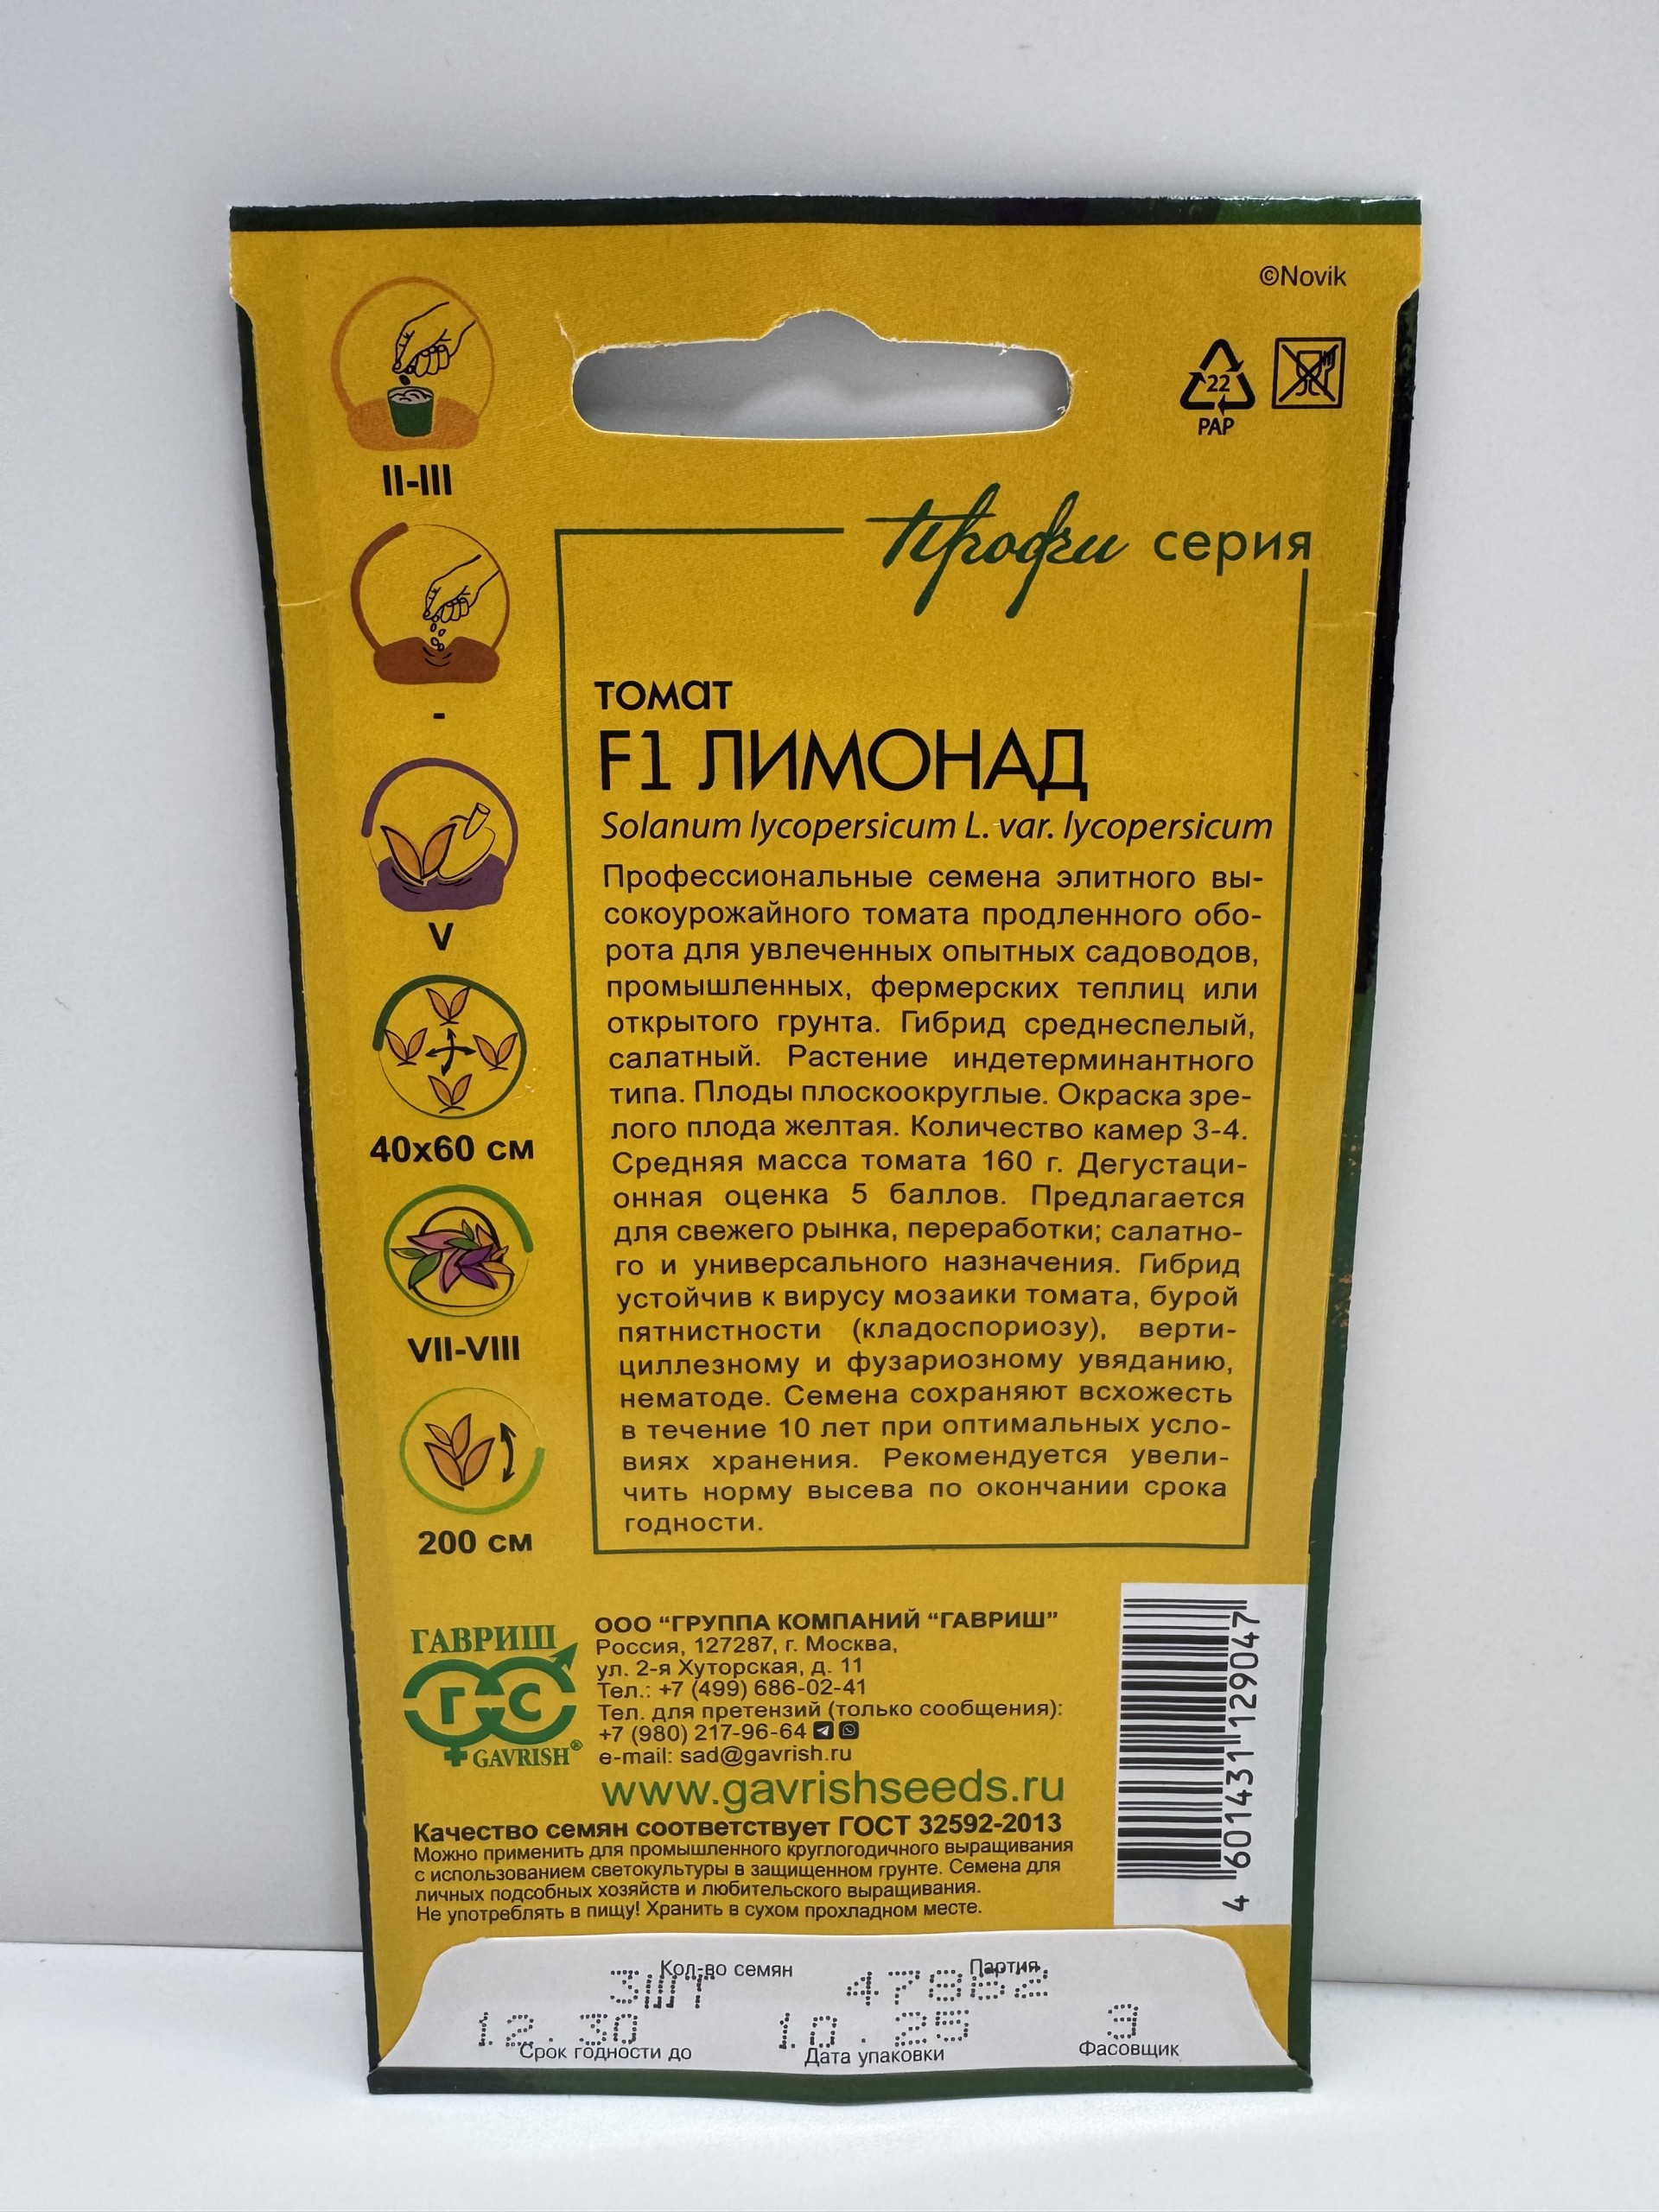 ©Novik
22
PAP
II-III
Профи серия
-
томат
F1 ЛИМОНАД
Solanum lycopersicum L. var. lycopersicum
V
Профессиональные семена элитного вы-
сокоурожайного томата продленного обо-
рота для увлеченных опытных садоводов,
промышленных, фермерских теплиц или
открытого грунта. Гибрид среднеспелый,
салатный. Растение индетерминантного
типа. Плоды плоскоокруглые. Окраска зре-
лого плода желтая. Количество камер 3-4.
Средняя масса томата 160 г. Дегустаци-
онная оценка 5 баллов. Предлагается
для свежего рынка, переработки; салатно-
го и универсального назначения. Гибрид
устойчив к вирусу мозаики томата, бурой
пятнистности (кладоспориозу), верти-
циллезному и фузариозному увяданию,
нематоде. Семена сохраняют всхожесть
в течение 10 лет при оптимальных усло-
виях хранения. Рекомендуется увели-
чить норму высева по окончании срока
годности.
40х60 см
VII-VIII
200 см
ГАВРИШ
ГС
GAVRISH®
ООО “ГРУППА КОМПАНИЙ “ГАВРИШ”
Россия, 127287, г. Москва,
ул. 2-я Хуторская, д. 11
Тел.: +7 (499) 686-02-41
Тел. для претензий (только сообщения):
+7 (980) 217-96-64
e-mail: sad@gavrish.ru
www.gavrishseeds.ru
Качество семян соответствует ГОСТ 32592-2013
Можно применить для промышленного круглогодичного выращивания
с использованием светокультуры в защищенном грунте. Семена для
личных подсобных хозяйств и любительского выращивания.
Не употреблять в пищу! Хранить в сухом прохладном месте.
4 601431 129047
Кол-во семян Партия
3ШТ 47862
12.30 10.25 3
Срок годности до Дата упаковки Фасовщик